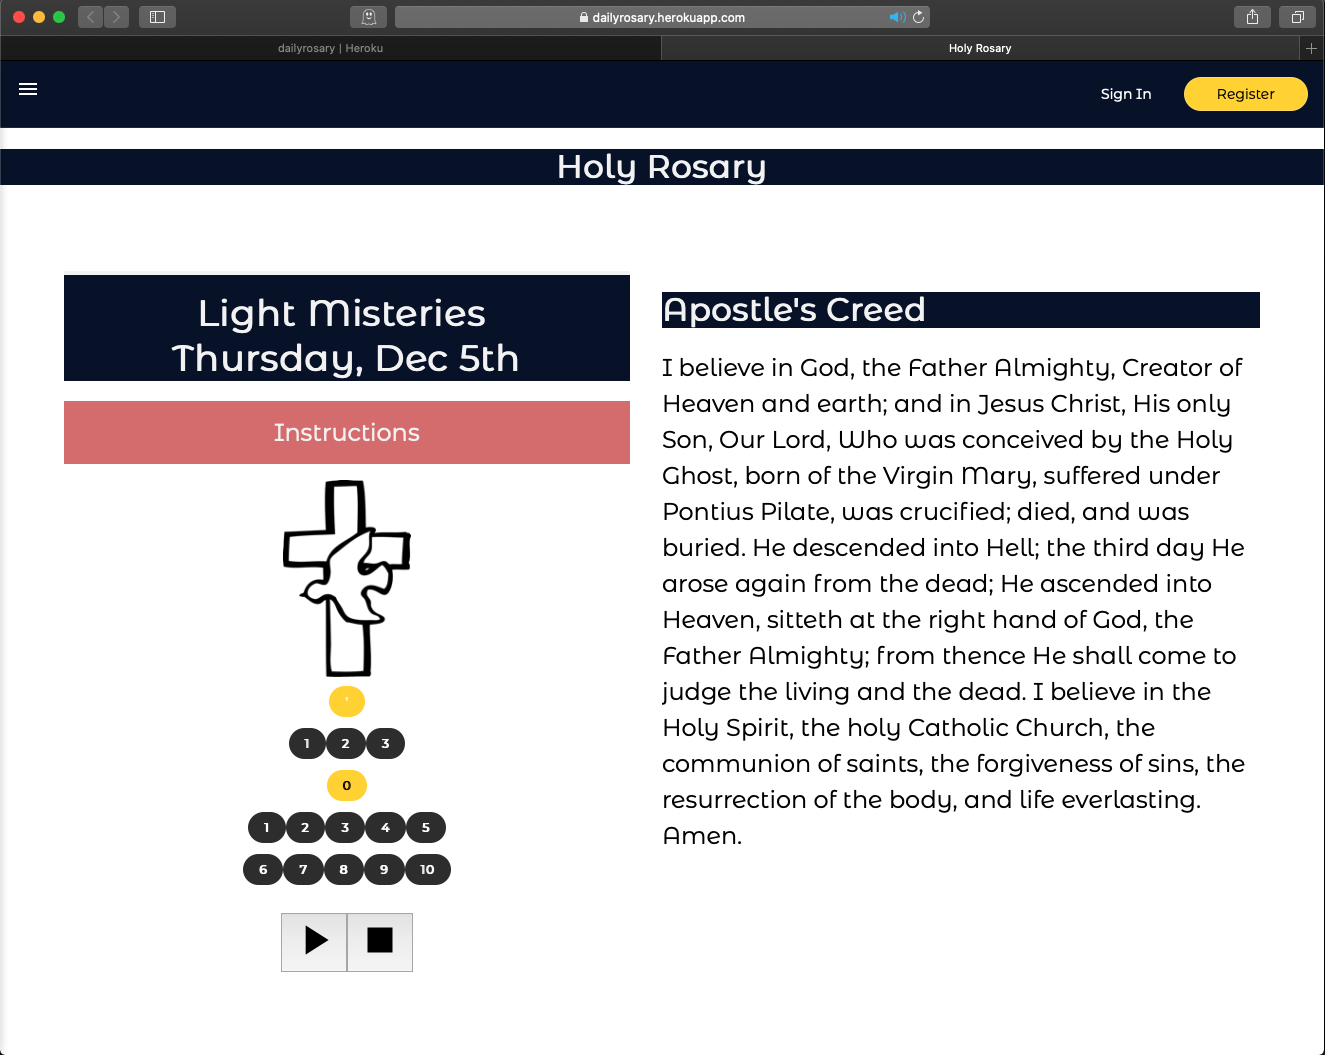 dailyrosary.herokuapp.com
dailyrosary | Heroku
Holy Rosary
Sign In
Register
Holy Rosary
Light Misteries
Thursday, Dec 5th
Instructions
1 2 3
0
1 2 3 4 5
6 7 8 9 10
Apostle's Creed
I believe in God, the Father Almighty, Creator of
Heaven and earth; and in Jesus Christ, His only
Son, Our Lord, Who was conceived by the Holy
Ghost, born of the Virgin Mary, suffered under
Pontius Pilate, was crucified; died, and was
buried. He descended into Hell; the third day He
arose again from the dead; He ascended into
Heaven, sitteth at the right hand of God, the
Father Almighty; from thence He shall come to
judge the living and the dead. I believe in the
Holy Spirit, the holy Catholic Church, the
communion of saints, the forgiveness of sins, the
resurrection of the body, and life everlasting.
Amen.